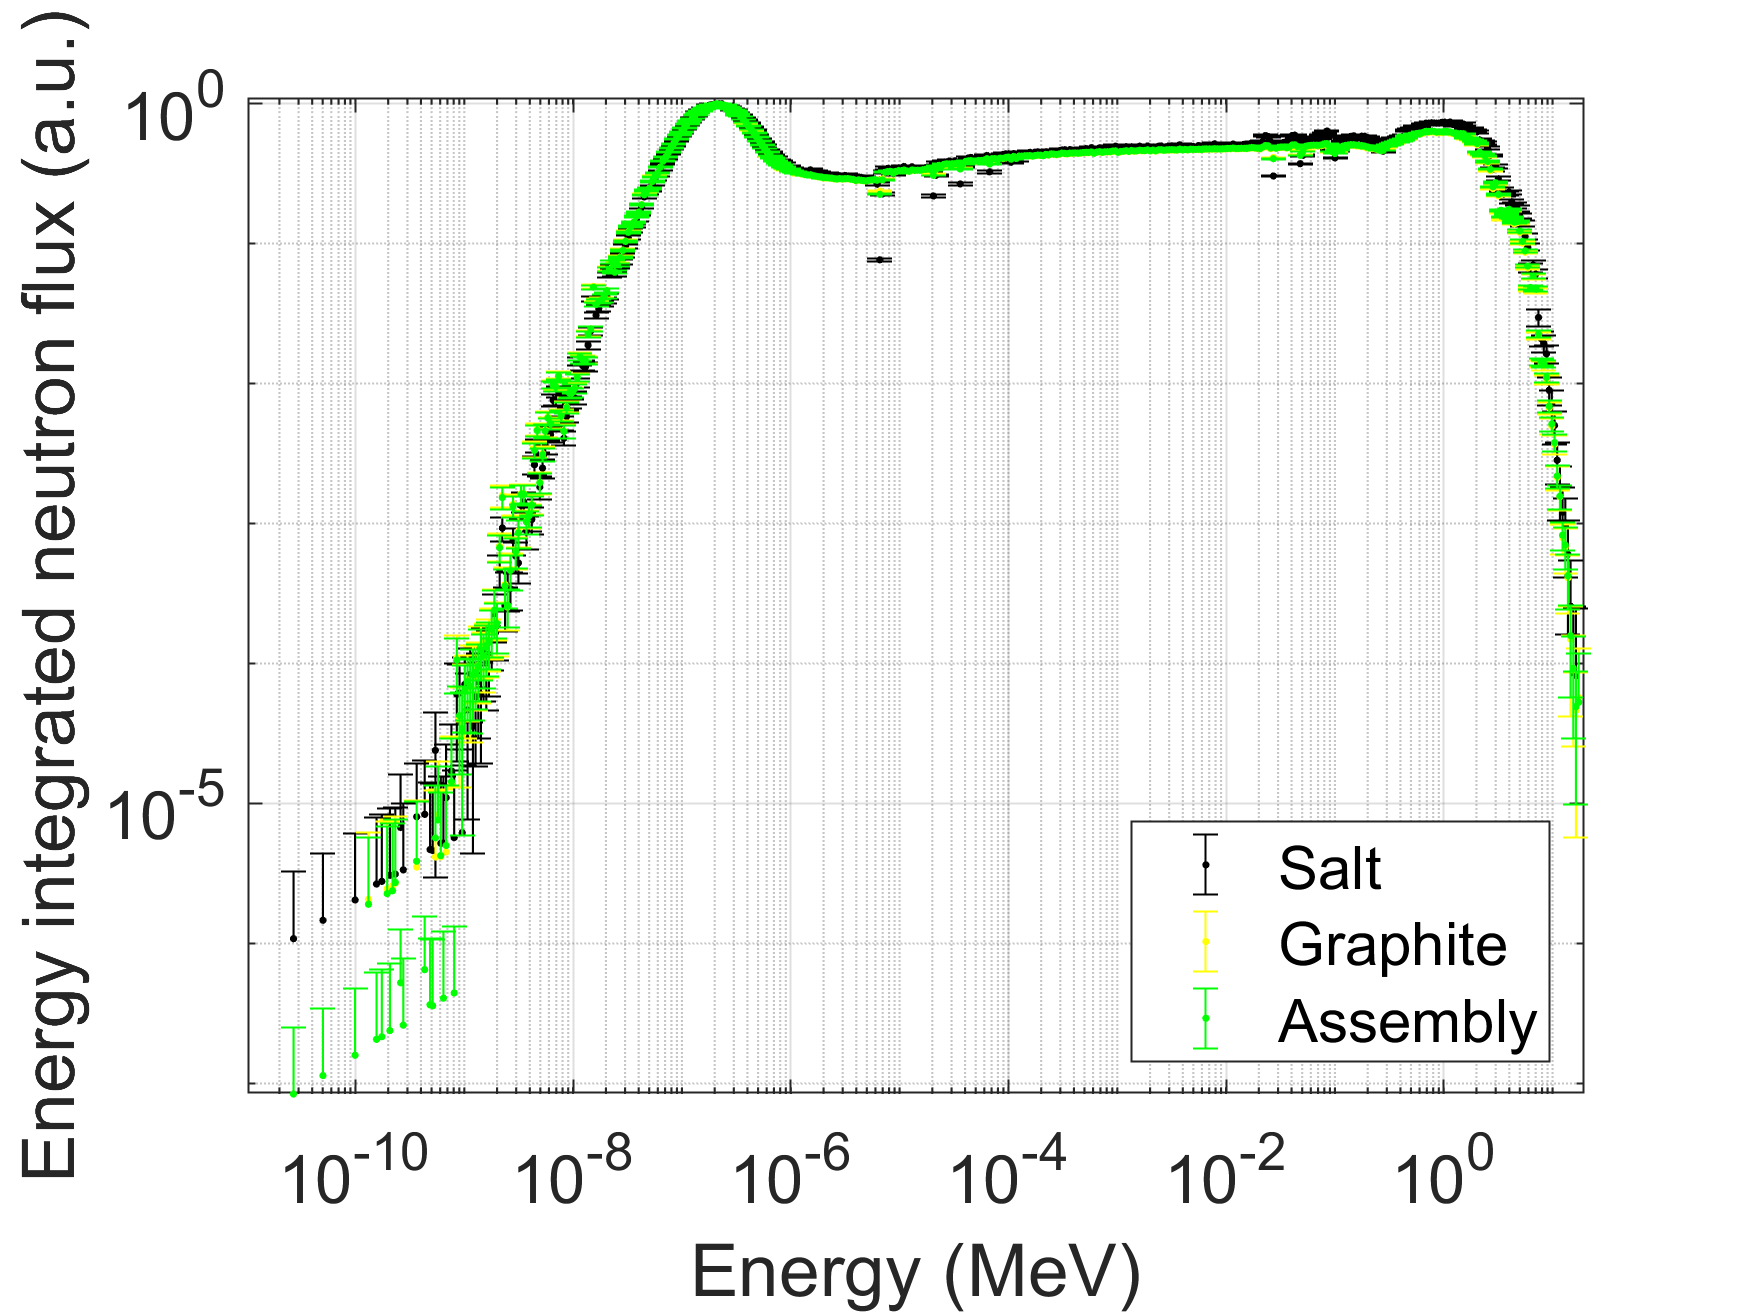 Energy integrated neutron flux (a.u.)
10^0
10^-5
Salt
Graphite
Assembly
10^-10
10^-8
10^-6
10^-4
10^-2
10^0
Energy (MeV)